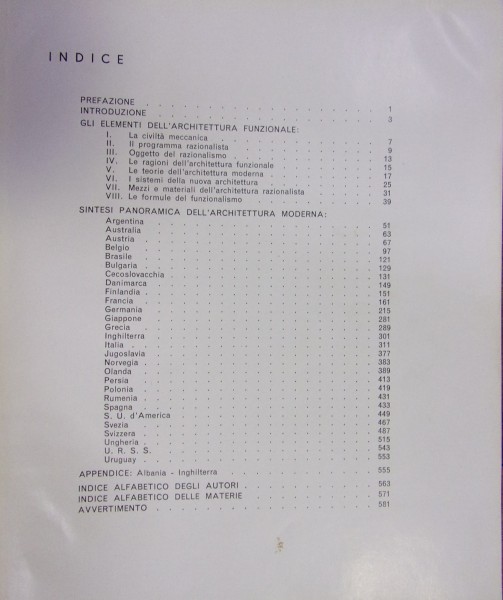 INDICE
PREFAZIONE . . . . . . . . . . 1
INTRODUZIONE . . . . . . . . . . 3
GLI ELEMENTI DELL'ARCHITETTURA FUNZIONALE:
I. La civiltà meccanica . . . . . . . . . . 7
II. Il programma razionalista . . . . . . . . . . 9
III. Oggetto del razionalismo . . . . . . . . . . 13
IV. Le ragioni dell'architettura funzionale . . . . . . . . . . 15
V. Le teorie dell'architettura moderna . . . . . . . . . . 17
VI. I sistemi della nuova architettura . . . . . . . . . . 25
VII. Mezzi e materiali dell'architettura razionalista . . . . . . . . . . 31
VIII. Le formule del funzionalismo . . . . . . . . . . 39
SINTESI PANORAMICA DELL'ARCHITETTURA MODERNA:
Argentina . . . . . . . . . . 51
Australia . . . . . . . . . . 63
Austria . . . . . . . . . . 67
Belgio . . . . . . . . . . 97
Brasile . . . . . . . . . . 121
Bulgaria . . . . . . . . . . 129
Cecoslovacchia . . . . . . . . . . 131
Danimarca . . . . . . . . . . 149
Finlandia . . . . . . . . . . 151
Francia . . . . . . . . . . 161
Germania . . . . . . . . . . 215
Giappone . . . . . . . . . . 281
Grecia . . . . . . . . . . 289
Inghilterra . . . . . . . . . . 301
Italia . . . . . . . . . . 311
Jugoslavia . . . . . . . . . . 377
Norvegia . . . . . . . . . . 383
Olanda . . . . . . . . . . 389
Persia . . . . . . . . . . 413
Polonia . . . . . . . . . . 419
Rumenia . . . . . . . . . . 431
Spagna . . . . . . . . . . 433
S. U. d'America . . . . . . . . . . 449
Svezia . . . . . . . . . . 467
Svizzera . . . . . . . . . . 487
Ungheria . . . . . . . . . . 515
U. R. S. S. . . . . . . . . . . 543
Uruguay . . . . . . . . . . 553
APPENDICE: Albania - Inghilterra . . . . . . . . . . 555
INDICE ALFABETICO DEGLI AUTORI . . . . . . . . . . 563
INDICE ALFABETICO DELLE MATERIE . . . . . . . . . . 571
AVVERTIMENTO . . . . . . . . . . 581